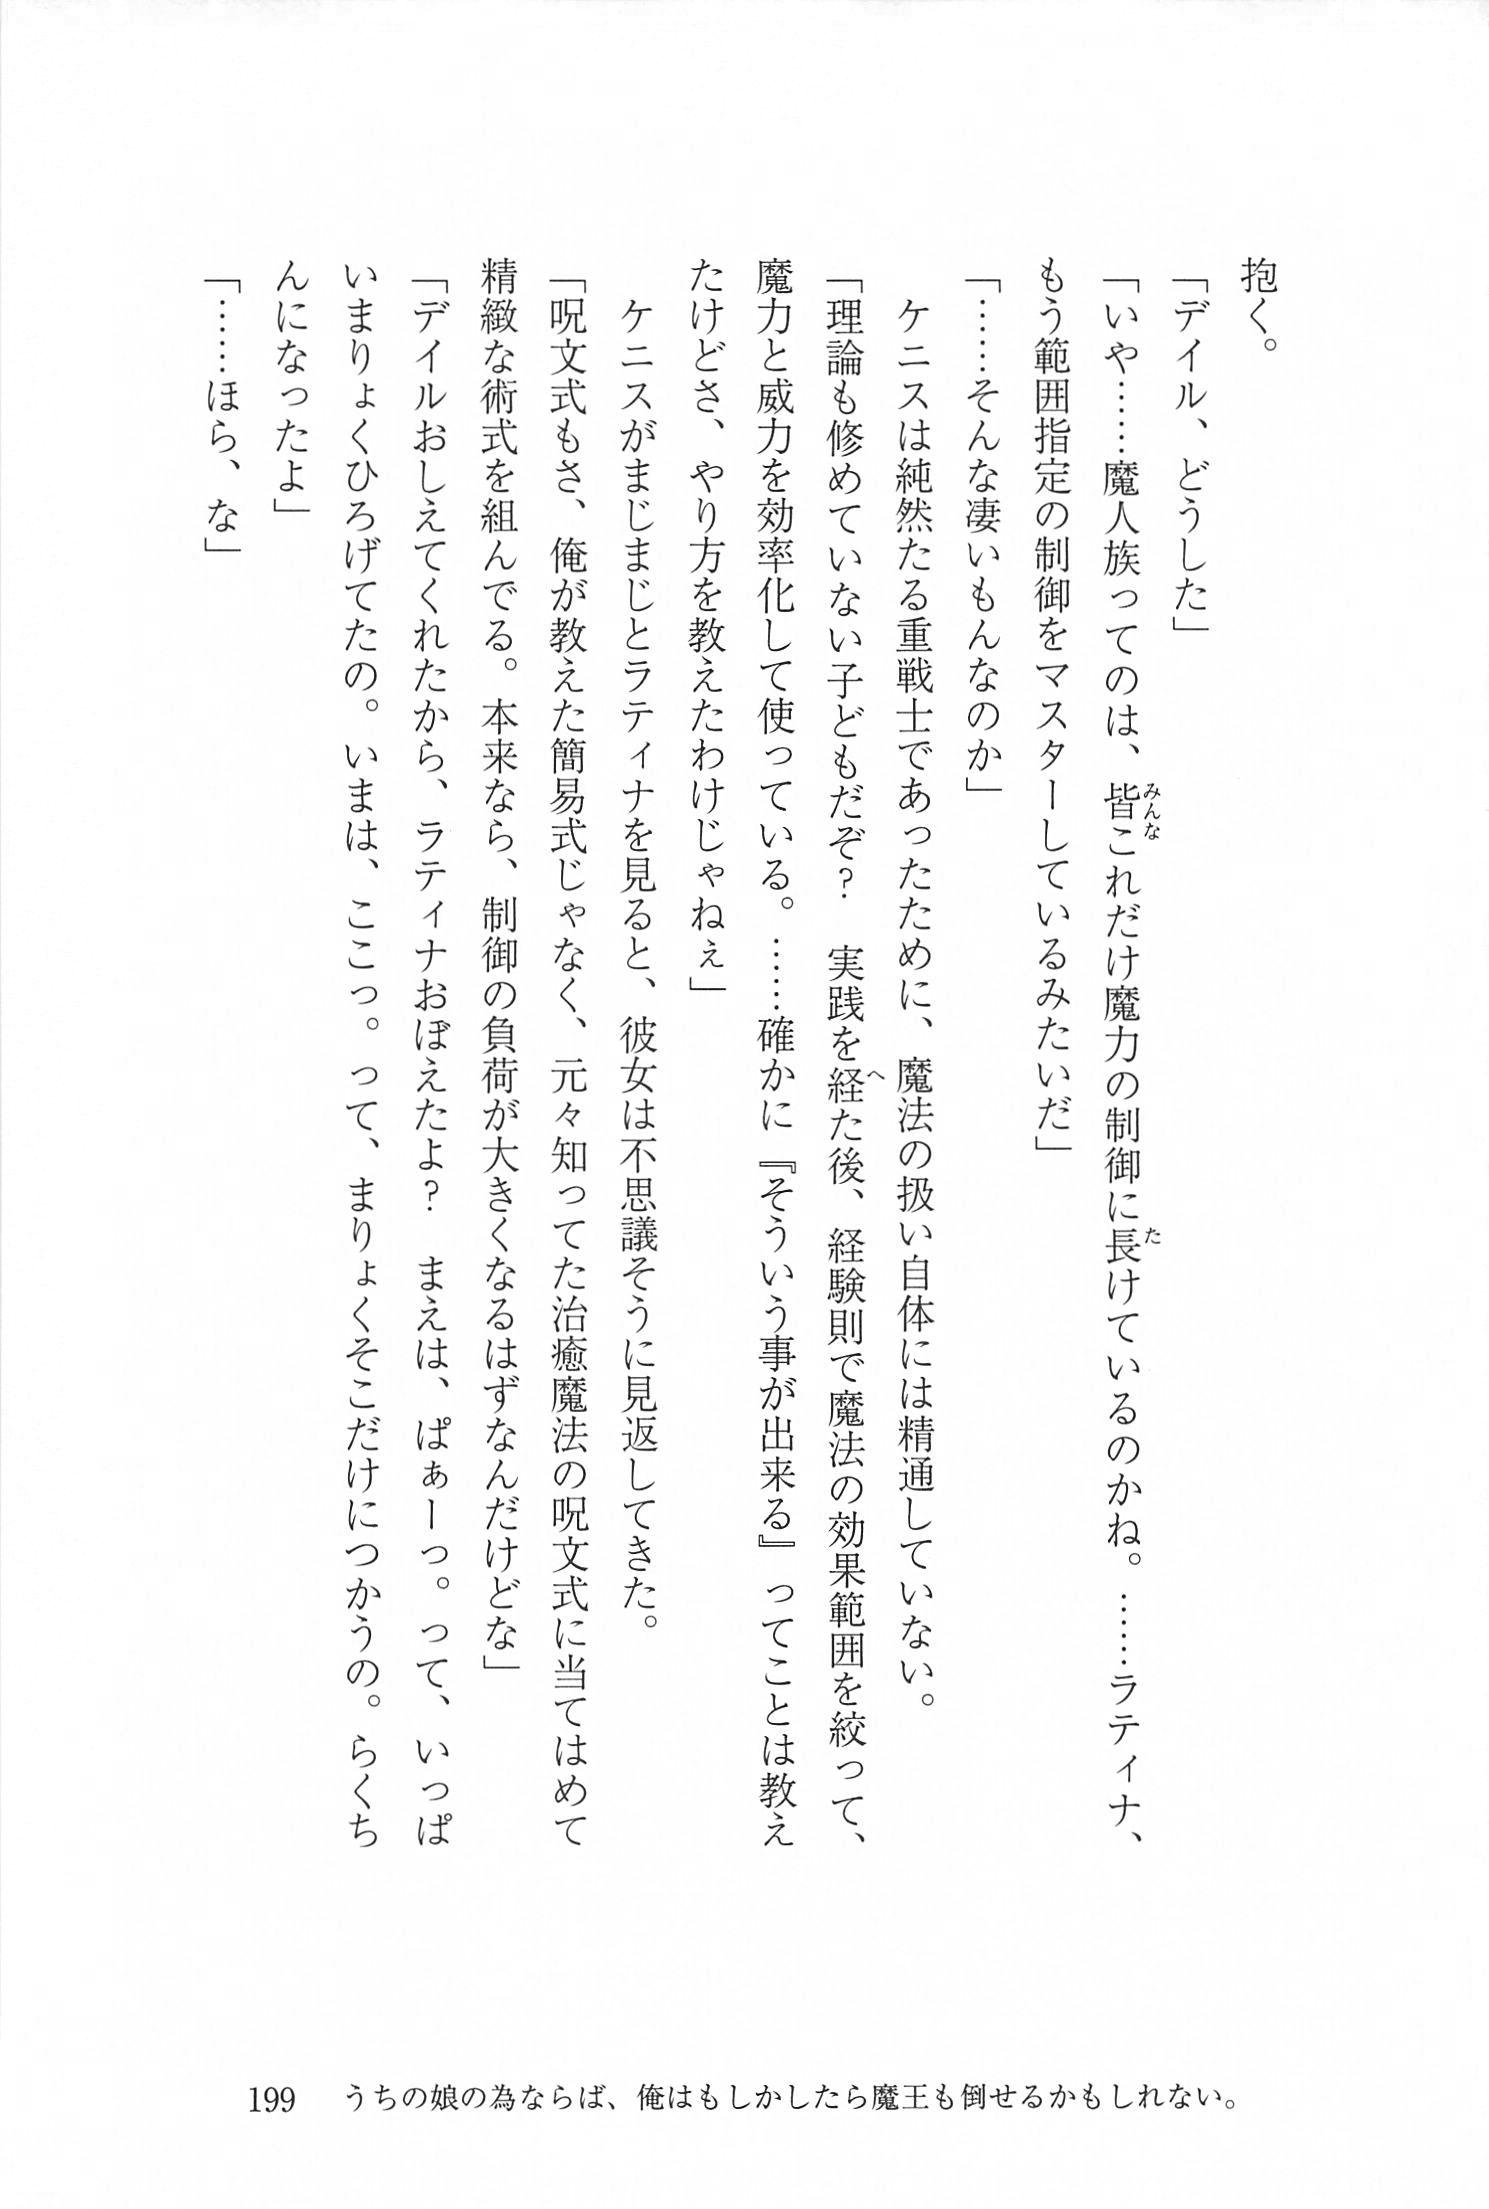 抱く。
「デイル、どうした」
「いや……魔人族ってのは、皆これだけ魔力の制御に長けているのかね。……ラティナ、
もう範囲指定の制御をマスターしているみたいだ」
「……そんな凄いもんなのか」
　ケニスは純然たる重戦士であったために、魔法の扱い自体には精通していない。
「理論も修めていない子どもだぞ？　実践を経た後、経験則で魔法の効果範囲を絞って、
魔力と威力を効率化して使っている。……確かに『そういう事が出来る』ってことは教え
たけどさ、やり方を教えたわけじゃねぇ」
　ケニスがまじまじとラティナを見ると、彼女は不思議そうに見返してきた。
「呪文式もさ、俺が教えた簡易式じゃなく、元々知ってた治癒魔法の呪文式に当てはめて
精緻な術式を組んでる。本来なら、制御の負荷が大きくなるはずなんだけどな」
「デイルおしえてくれたから、ラティナおぼえたよ？　まえは、ぱぁーっ。って、いっぱ
いまりょくひろげてたの。いまは、ここっ。って、まりょくそこだけにつかうの。らくち
んになったよ」
「……ほら、な」
199　うちの娘の為ならば、俺はもしかしたら魔王も倒せるかもしれない。